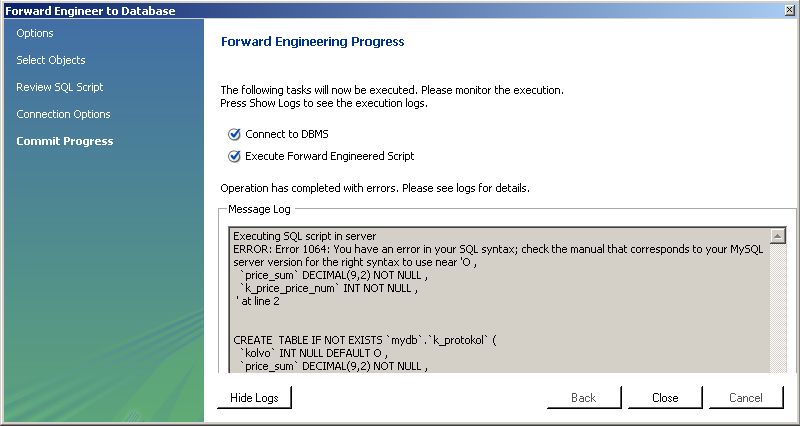 Forward Engineer to Database
Options
Select Objects
Review SQL Script
Connection Options
Commit Progress
Forward Engineering Progress
The following tasks will now be executed. Please monitor the execution.
Press Show Logs to see the execution logs.
Connect to DBMS
Execute Forward Engineered Script
Operation has completed with errors. Please see logs for details.
Message Log
Executing SQL script in server
ERROR: Error 1064: You have an error in your SQL syntax; check the manual that corresponds to your MySQL
server version for the right syntax to use near 'O ,
`price_sum` DECIMAL(9,2) NOT NULL ,
`k_price_price_num` INT NOT NULL ,
' at line 2
CREATE  TABLE IF NOT EXISTS `mydb`.`k_protokol` (
`kolvo` INT NULL DEFAULT O ,
`price_sum` DECIMAL(9,2) NOT NULL ,
Hide Logs
Back
Close
Cancel